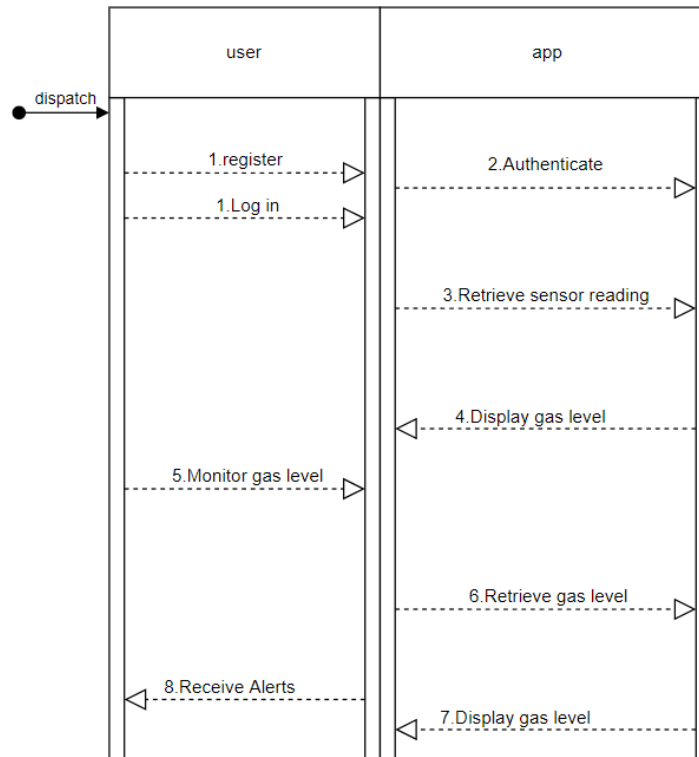 user
app
dispatch
1.register
2.Authenticate
1.Log in
3.Retrieve sensor reading
4.Display gas level
5.Monitor gas level
6.Retrieve gas level
8.Receive Alerts
7.Display gas level